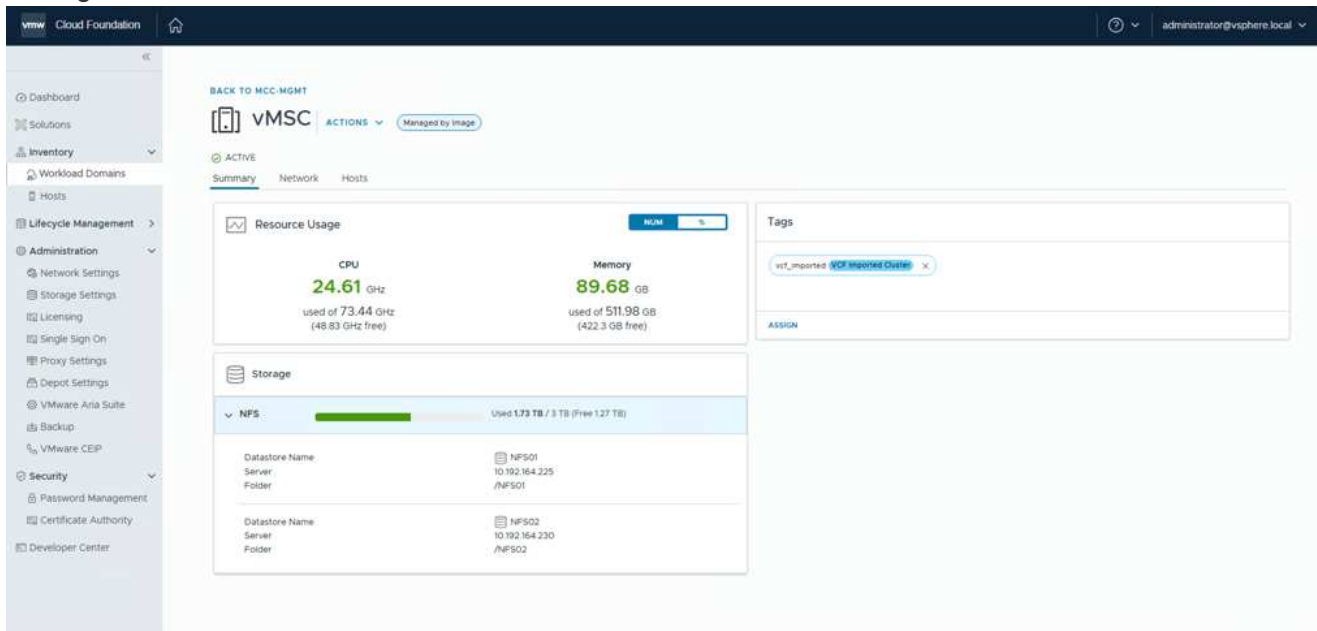 vmw Cloud Foundation
administrator@vsphere.local
Dashboard
Solutions
Inventory
Workload Domains
Hosts
Lifecycle Management
Administration
Network Settings
Storage Settings
Licensing
Single Sign On
Proxy Settings
Depot Settings
VMware Aria Suite
Backup
VMware CEIP
Security
Password Management
Certificate Authority
Developer Center
BACK TO MCC-MGMT
vMSC ACTIONS Managed by Image
ACTIVE
Summary Network Hosts
Resource Usage NUM %
CPU
24.61 GHz
used of 73.44 GHz
(48.83 GHz free)
Memory
89.68 GB
used of 511.98 GB
(422.3 GB free)
Storage
NFS Used 1.73 TB / 3 TB (Free 1.27 TB)
Datastore Name NFS01
Server 10.192.164.225
Folder /NFS01
Datastore Name NFS02
Server 10.192.164.230
Folder /NFS02
Tags
vcf_imported VCF Imported Cluster X
ASSIGN